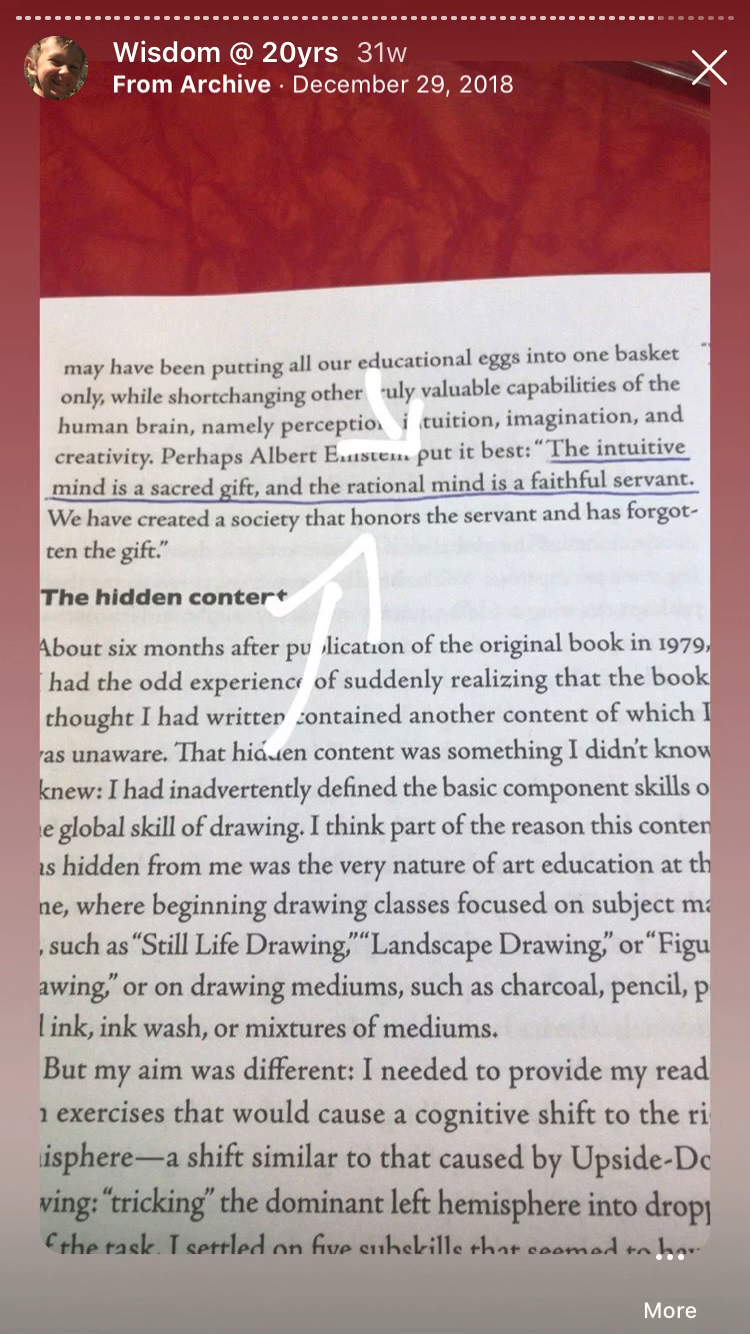 Wisdom @ 20yrs 31w
From Archive · December 29, 2018
may have been putting all our educational eggs into one basket
only, while shortchanging other truly valuable capabilities of the
human brain, namely perception, intuition, imagination, and
creativity. Perhaps Albert Einstein put it best: “The intuitive
mind is a sacred gift, and the rational mind is a faithful servant.
We have created a society that honors the servant and has forgot-
ten the gift.”
The hidden content
About six months after publication of the original book in 1979,
had the odd experience of suddenly realizing that the book
thought I had written contained another content of which I
as unaware. That hidden content was something I didn’t know
knew: I had inadvertently defined the basic component skills o
e global skill of drawing. I think part of the reason this conten
as hidden from me was the very nature of art education at th
me, where beginning drawing classes focused on subject ma
, such as “Still Life Drawing,” “Landscape Drawing,” or “Figu
awing,” or on drawing mediums, such as charcoal, pencil, p
l ink, ink wash, or mixtures of mediums.
But my aim was different: I needed to provide my read
n exercises that would cause a cognitive shift to the ri
isphere—a shift similar to that caused by Upside-Do
wing: “tricking” the dominant left hemisphere into dropp
f the task. I settled on five subskills that seemed to hav
More